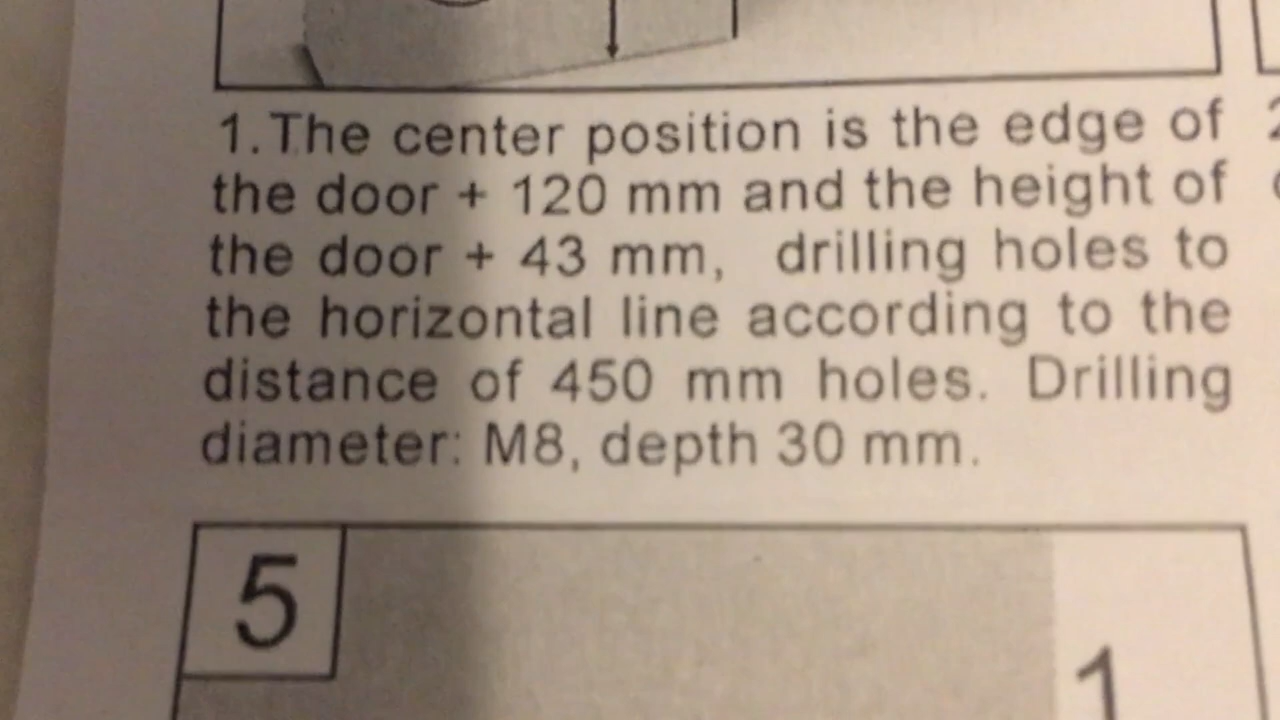 1.The center position is the edge of
the door + 120 mm and the height of
the door + 43 mm, drilling holes to
the horizontal line according to the
distance of 450 mm holes. Drilling
diameter: M8, depth 30 mm.
5
1